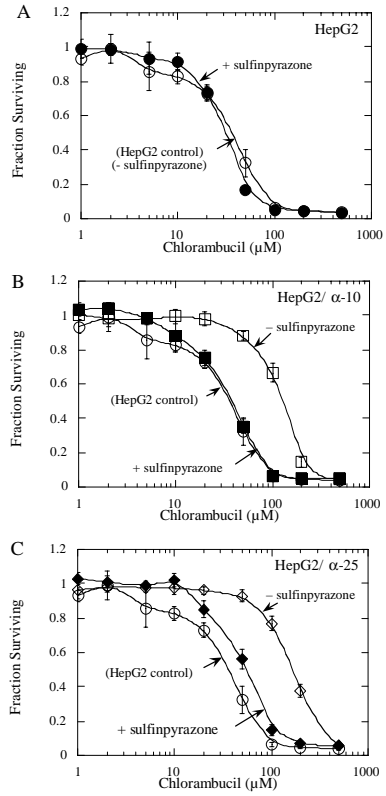 A
HepG2
1.2
1
0.8
0.6
0.4
0.2
0
Fraction Surviving
+ sulfinpyrazone
(HepG2 control)
(- sulfinpyrazone)
1 10 100 1000
Chlorambucil (µM)
B
HepG2/ α-10
1.2
1
0.8
0.6
0.4
0.2
0
Fraction Surviving
– sulfinpyrazone
(HepG2 control)
+ sulfinpyrazone
1 10 100 1000
Chlorambucil (µM)
C
HepG2/ α-25
1.2
1
0.8
0.6
0.4
0.2
0
Fraction Surviving
– sulfinpyrazone
(HepG2 control)
+ sulfinpyrazone
1 10 100 1000
Chlorambucil (µM)